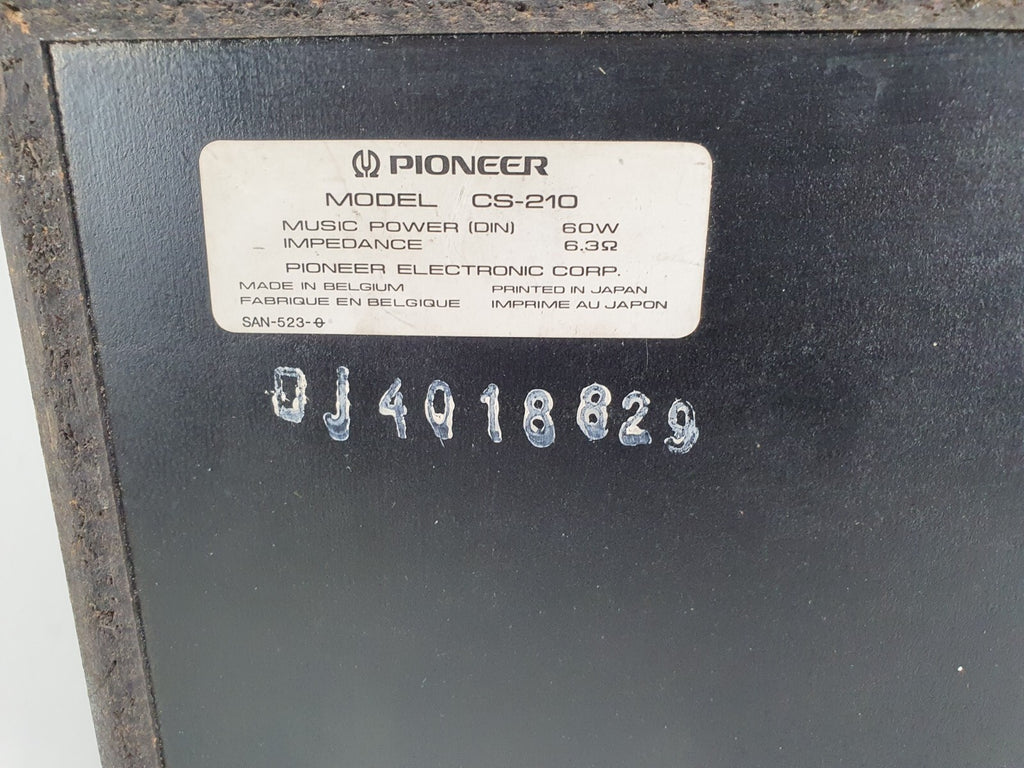 PIONEER
MODEL CS-210
MUSIC POWER (DIN) 60W
IMPEDANCE 6.3Ω
PIONEER ELECTRONIC CORP.
MADE IN BELGIUM PRINTED IN JAPAN
FABRIQUE EN BELGIQUE IMPRIME AU JAPON
SAN-523-0
DJ4018829